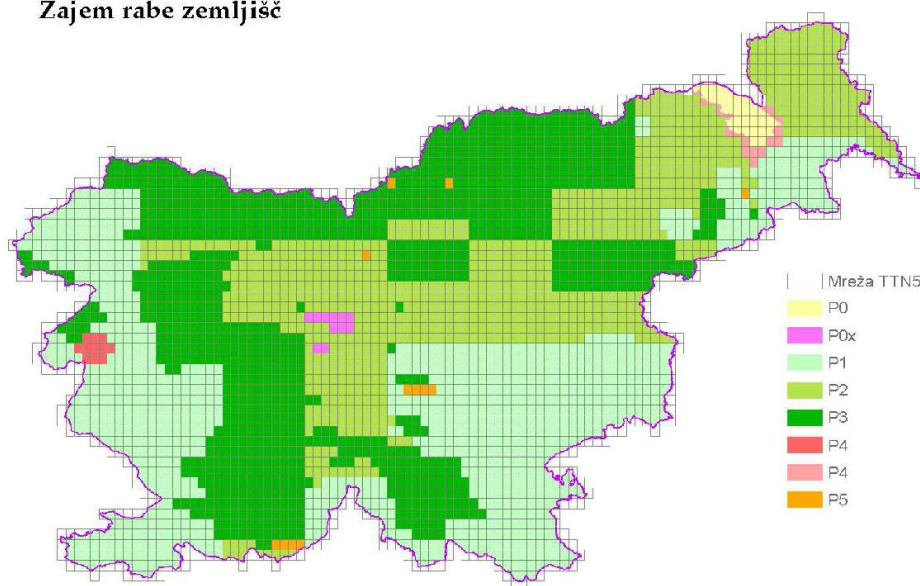 Zajem rabe zemljišč
Mreža TTN5
P0
P0x
P1
P2
P3
P4
P4
P5